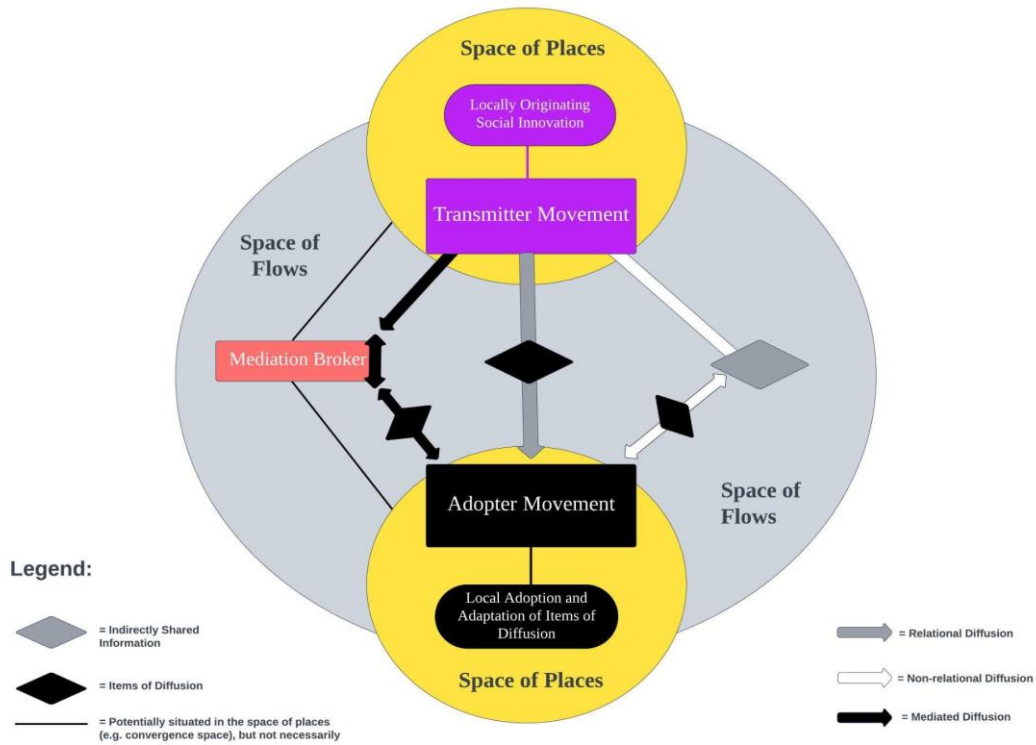 Space of Places
Locally Originating
Social Innovation
Transmitter Movement
Space of
Flows
Mediation Broker
Adopter Movement
Space of
Flows
Local Adoption and
Adaptation of Items of
Diffusion
Space of Places
Legend:
= Indirectly Shared
Information
= Items of Diffusion
= Potentially situated in the space of places
(e.g. convergence space), but not necessarily
= Relational Diffusion
= Non-relational Diffusion
= Mediated Diffusion